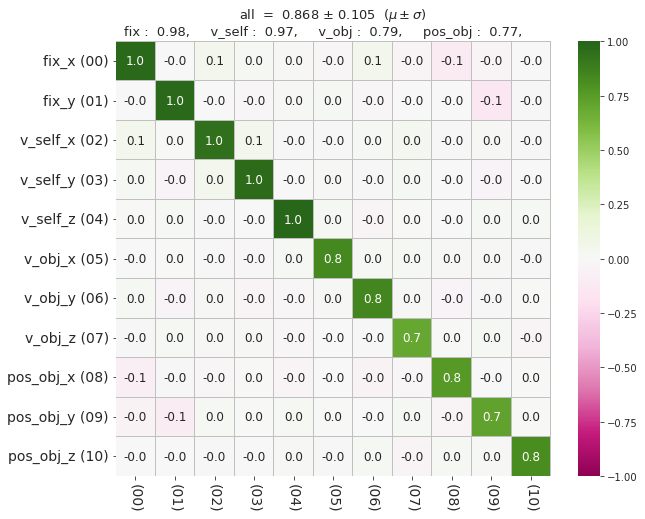 all = 0.868 ± 0.105 (μ ± σ)
fix : 0.98, v_self : 0.97, v_obj : 0.79, pos_obj : 0.77,
fix_x (00) 1.0 -0.0 0.1 0.0 0.0 -0.0 0.1 -0.0 -0.1 -0.0 -0.0
fix_y (01) -0.0 1.0 -0.0 -0.0 0.0 0.0 -0.0 0.0 -0.0 -0.1 -0.0
v_self_x (02) 0.1 0.0 1.0 0.1 -0.0 -0.0 0.0 0.0 -0.0 0.0 -0.0
v_self_y (03) 0.0 -0.0 0.0 1.0 -0.0 0.0 -0.0 0.0 -0.0 -0.0 -0.0
v_self_z (04) 0.0 0.0 -0.0 -0.0 1.0 0.0 -0.0 0.0 -0.0 0.0 0.0
v_obj_x (05) -0.0 0.0 -0.0 -0.0 0.0 0.8 0.0 0.0 0.0 0.0 -0.0
v_obj_y (06) 0.0 -0.0 0.0 -0.0 -0.0 0.0 0.8 0.0 -0.0 0.0 -0.0
v_obj_z (07) -0.0 0.0 0.0 0.0 -0.0 0.0 -0.0 0.7 0.0 0.0 -0.0
pos_obj_x (08) -0.1 -0.0 -0.0 0.0 -0.0 -0.0 -0.0 0.0 0.8 -0.0 0.0
pos_obj_y (09) -0.0 -0.1 0.0 0.0 0.0 0.0 -0.0 0.0 -0.0 0.7 0.0
pos_obj_z (10) -0.0 -0.0 -0.0 -0.0 -0.0 0.0 0.0 -0.0 0.0 0.0 0.8
(00) (01) (02) (03) (04) (05) (06) (07) (08) (09) (10)
1.00
0.75
0.50
0.25
0.00
−0.25
−0.50
−0.75
−1.00